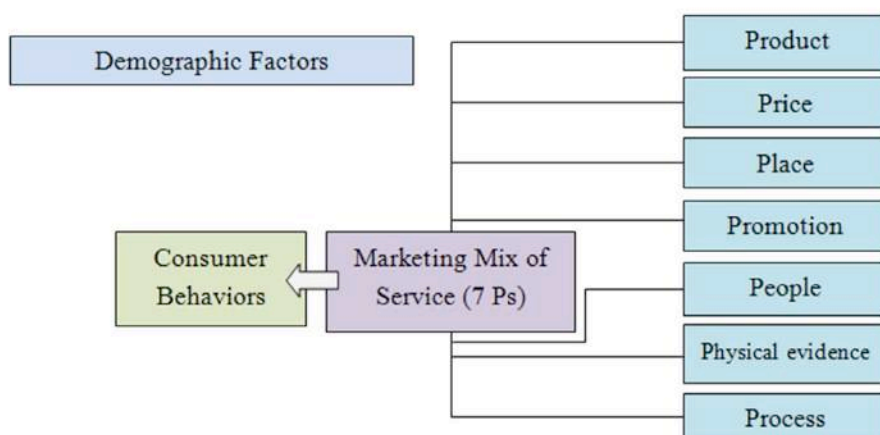 Demographic Factors
Product
Price
Place
Promotion
Consumer
Behaviors
Marketing Mix of
Service (7 Ps)
People
Physical evidence
Process